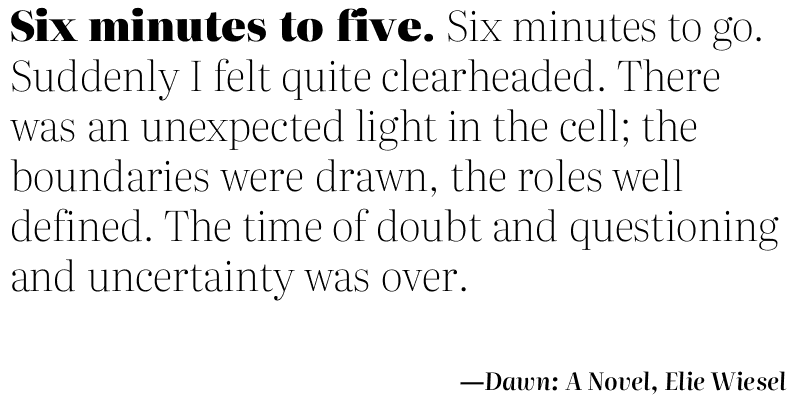 Six minutes to five. Six minutes to go.
Suddenly I felt quite clearheaded. There
was an unexpected light in the cell; the
boundaries were drawn, the roles well
defined. The time of doubt and questioning
and uncertainty was over.
—Dawn: A Novel, Elie Wiesel